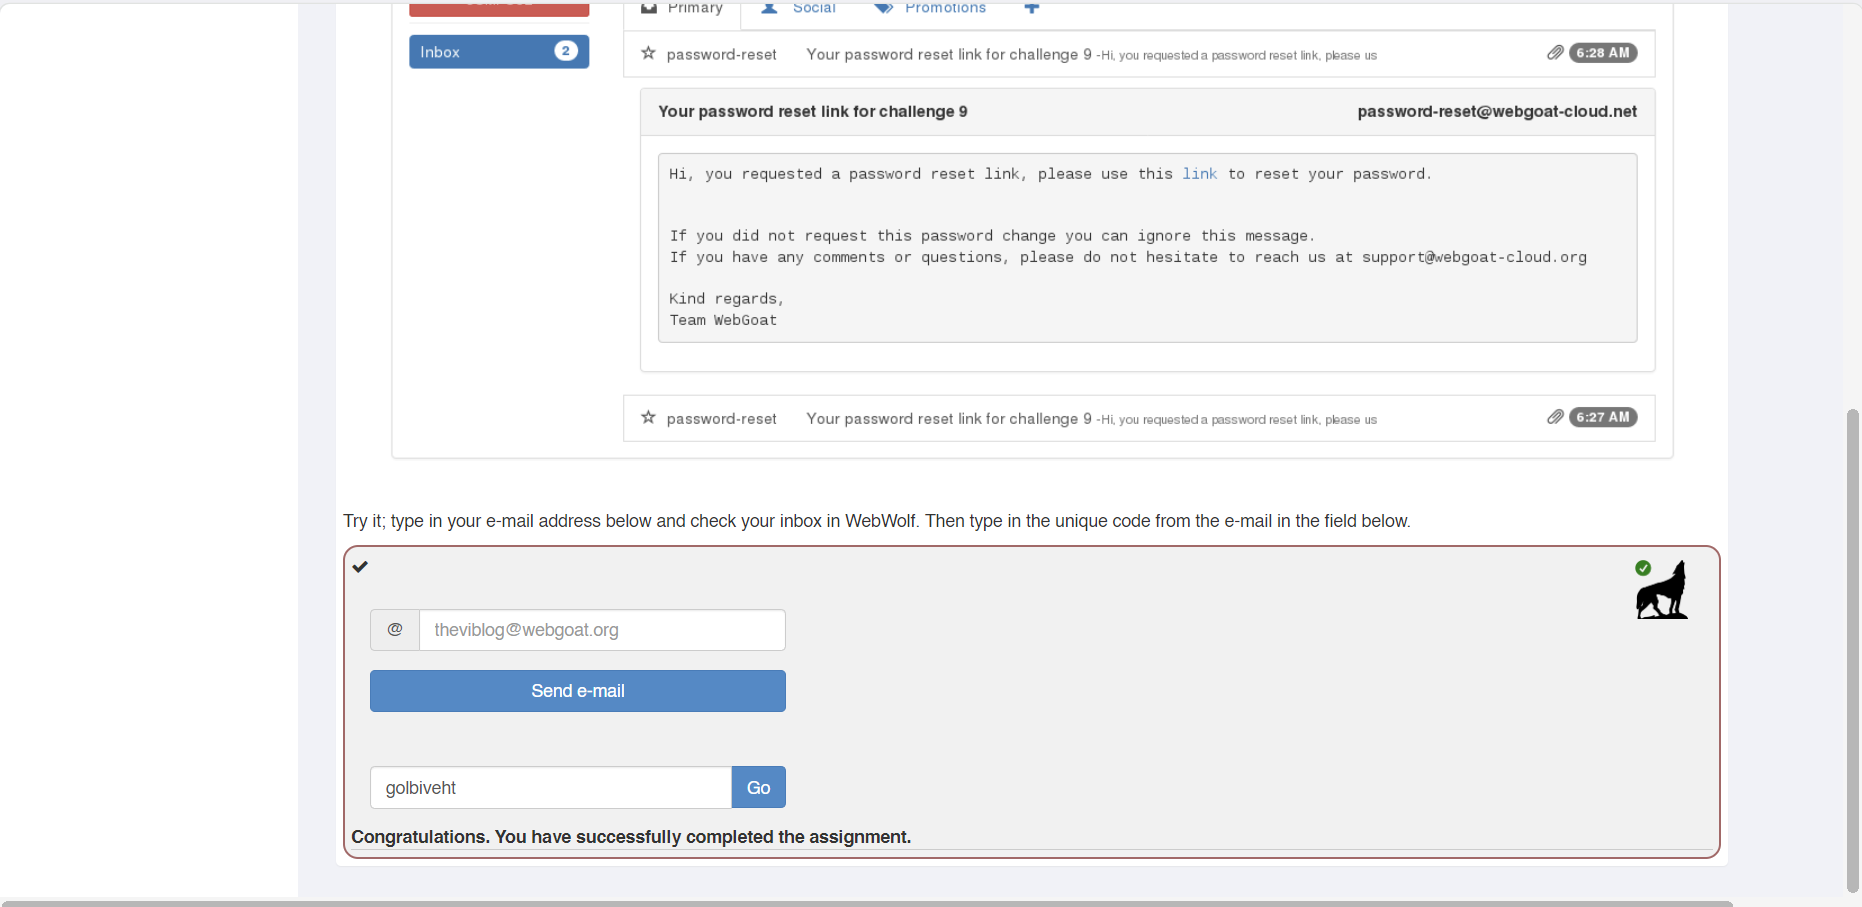 Primary Social Promotions
Inbox 2
password-reset Your password reset link for challenge 9 -Hi, you requested a password reset link, please us 6:28 AM
Your password reset link for challenge 9 password-reset@webgoat-cloud.net
Hi, you requested a password reset link, please use this link to reset your password.
If you did not request this password change you can ignore this message.
If you have any comments or questions, please do not hesitate to reach us at support@webgoat-cloud.org
Kind regards,
Team WebGoat
password-reset Your password reset link for challenge 9 -Hi, you requested a password reset link, please us 6:27 AM
Try it; type in your e-mail address below and check your inbox in WebWolf. Then type in the unique code from the e-mail in the field below.
@ theviblog@webgoat.org
Send e-mail
golbiveht Go
Congratulations. You have successfully completed the assignment.